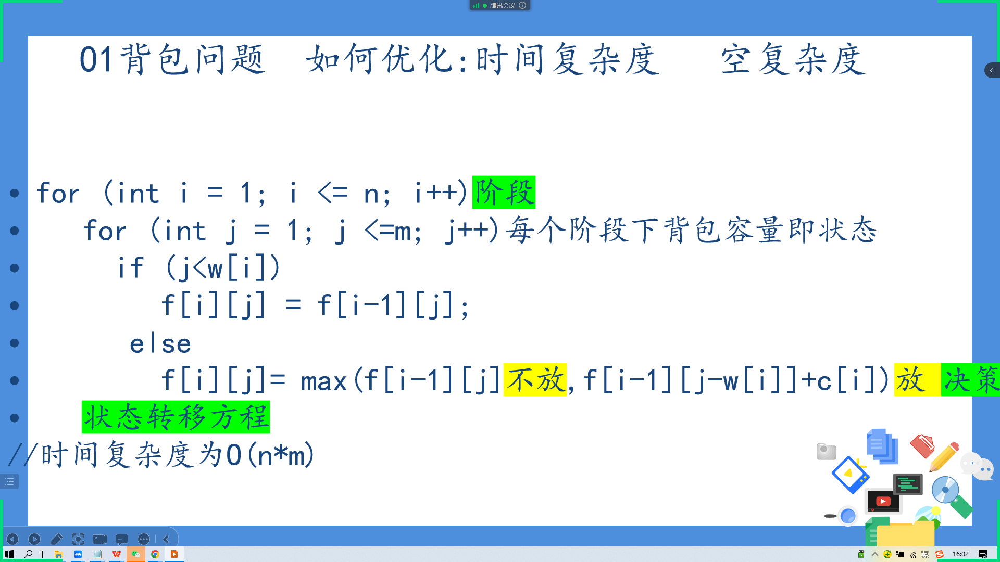 腾讯会议
01背包问题 如何优化:时间复杂度 空复杂度
for (int i = 1; i <= n; i++)阶段
for (int j = 1; j <=m; j++)每个阶段下背包容量即状态
if (j<w[i])
f[i][j] = f[i-1][j];
else
f[i][j]= max(f[i-1][j]不放,f[i-1][j-w[i]]+c[i])放 决策
状态转移方程
//时间复杂度为O(n*m)
英
16:02